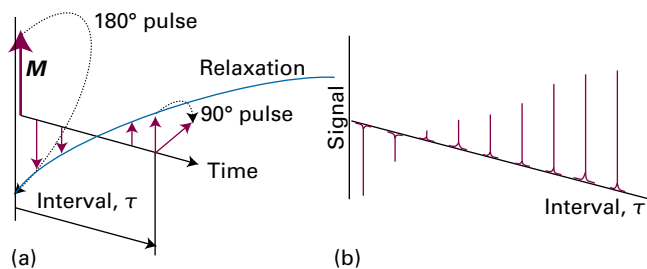 180° pulse
M
Relaxation
90° pulse
Time
Interval, τ
(a)
Signal
Interval, τ
(b)